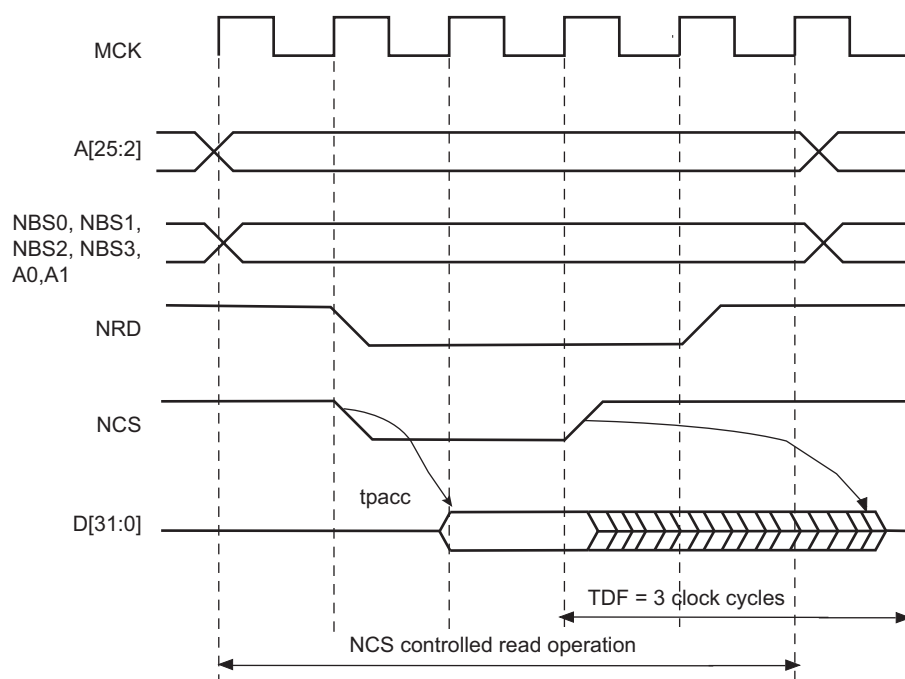 MCK
A[25:2]
NBS0, NBS1,
NBS2, NBS3,
A0,A1
NRD
NCS
tpacc
D[31:0]
TDF = 3 clock cycles
NCS controlled read operation